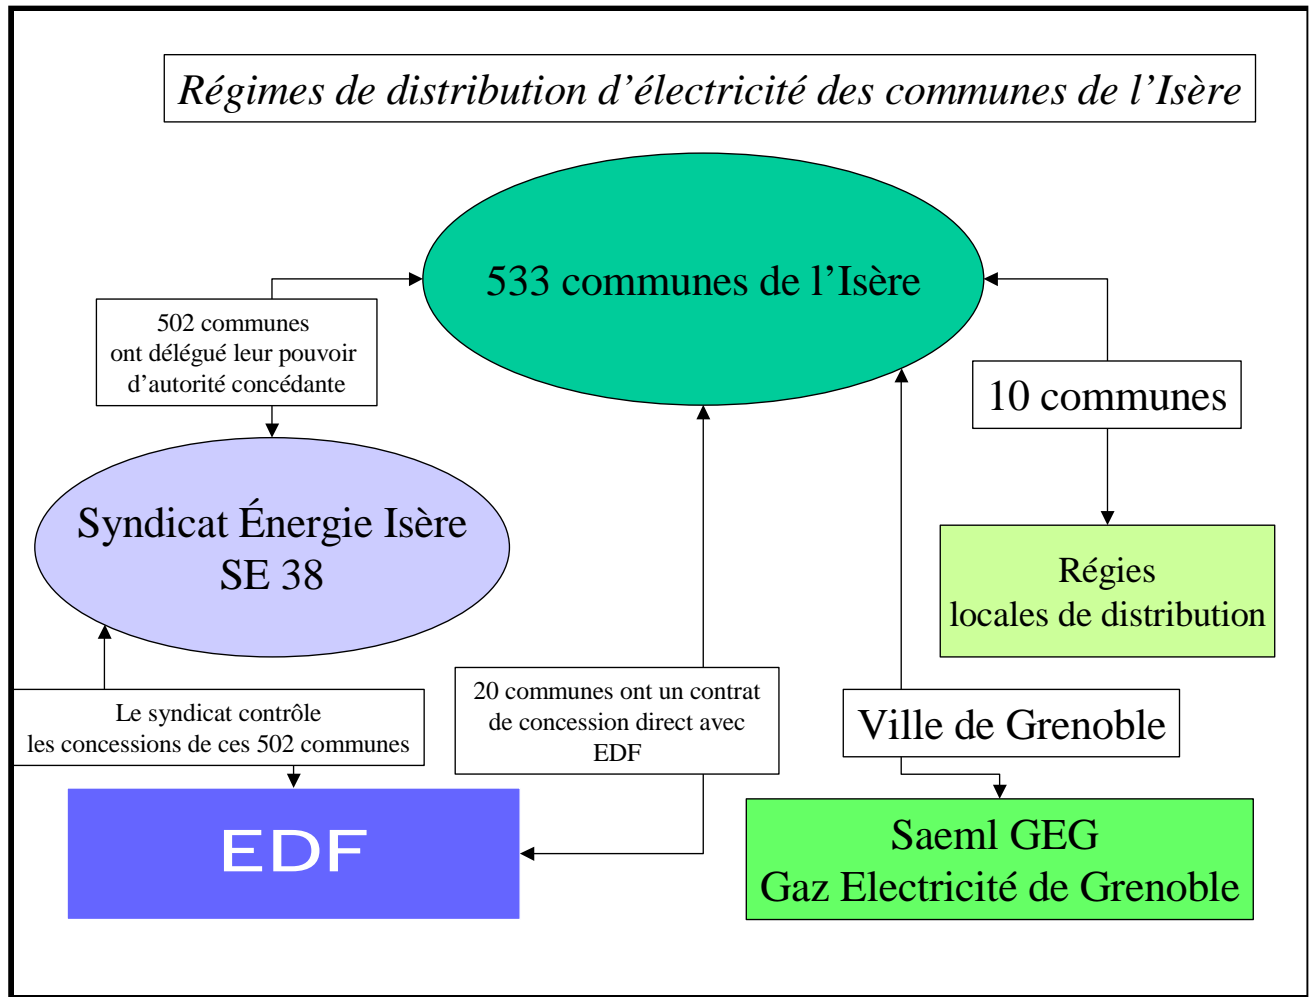 Régimes de distribution d’électricité des communes de l’Isère
533 communes de l’Isère
502 communes
ont délégué leur pouvoir
d’autorité concédante
10 communes
Syndicat Énergie Isère
SE 38
Régies
locales de distribution
Le syndicat contrôle
les concessions de ces 502 communes
20 communes ont un contrat
de concession direct avec
EDF
Ville de Grenoble
EDF
Saeml GEG
Gaz Electricité de Grenoble